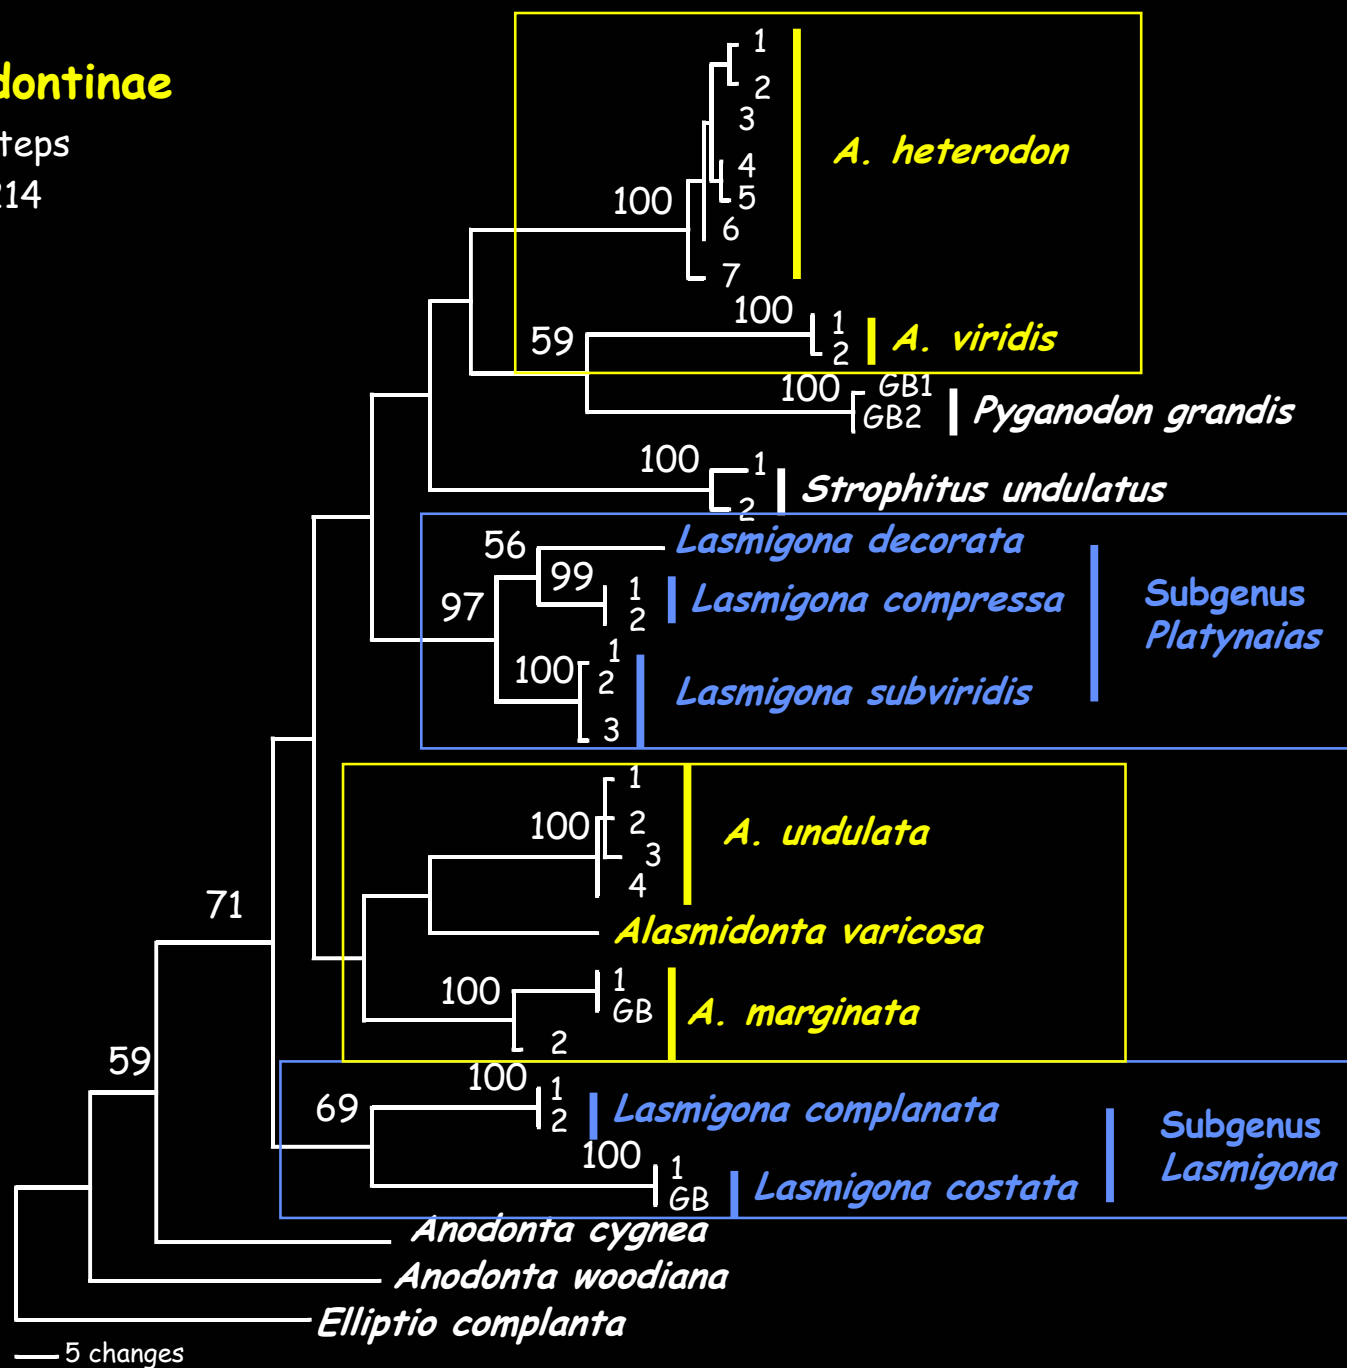 dontinae
teps
214
1
2
3
4
5
6
7
100
A. heterodon
100
1
2
A. viridis
59
100
GB1
GB2
Pyganodon grandis
100
1
2
Strophitus undulatus
56
Lasmigona decorata
99
1
2
Lasmigona compressa
97
Subgenus
Platynaias
100
1
2
3
Lasmigona subviridis
100
1
2
3
4
A. undulata
71
Alasmidonta varicosa
100
1
GB
2
A. marginata
59
100
1
2
Lasmigona complanata
69
Subgenus
Lasmigona
100
1
GB
Lasmigona costata
Anodonta cygnea
Anodonta woodiana
Elliptio complanta
5 changes